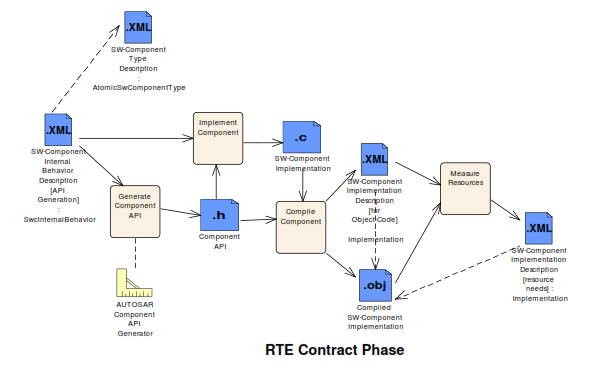 .XML
SW-Component
Type
Description
:
AtomicSwComponentType
.XML
SW-Component
Internal
Behavior
Description
[API
Generation]
:
SwcInternalBehavior
Implement
Component
.c
SW-Component
Implementation
Generate
Component
API
.h
Component
API
Compile
Component
.XML
SW-Component
Implementation
Description
[for
ObjectCode]
:
Implementation
Measure
Resources
.XML
SW-Component
Implementation
Description
[resource
needs] :
Implementation
.obj
Compiled
SW-Component
Implementation
AUTOSAR
Component
API
Generator
RTE Contract Phase